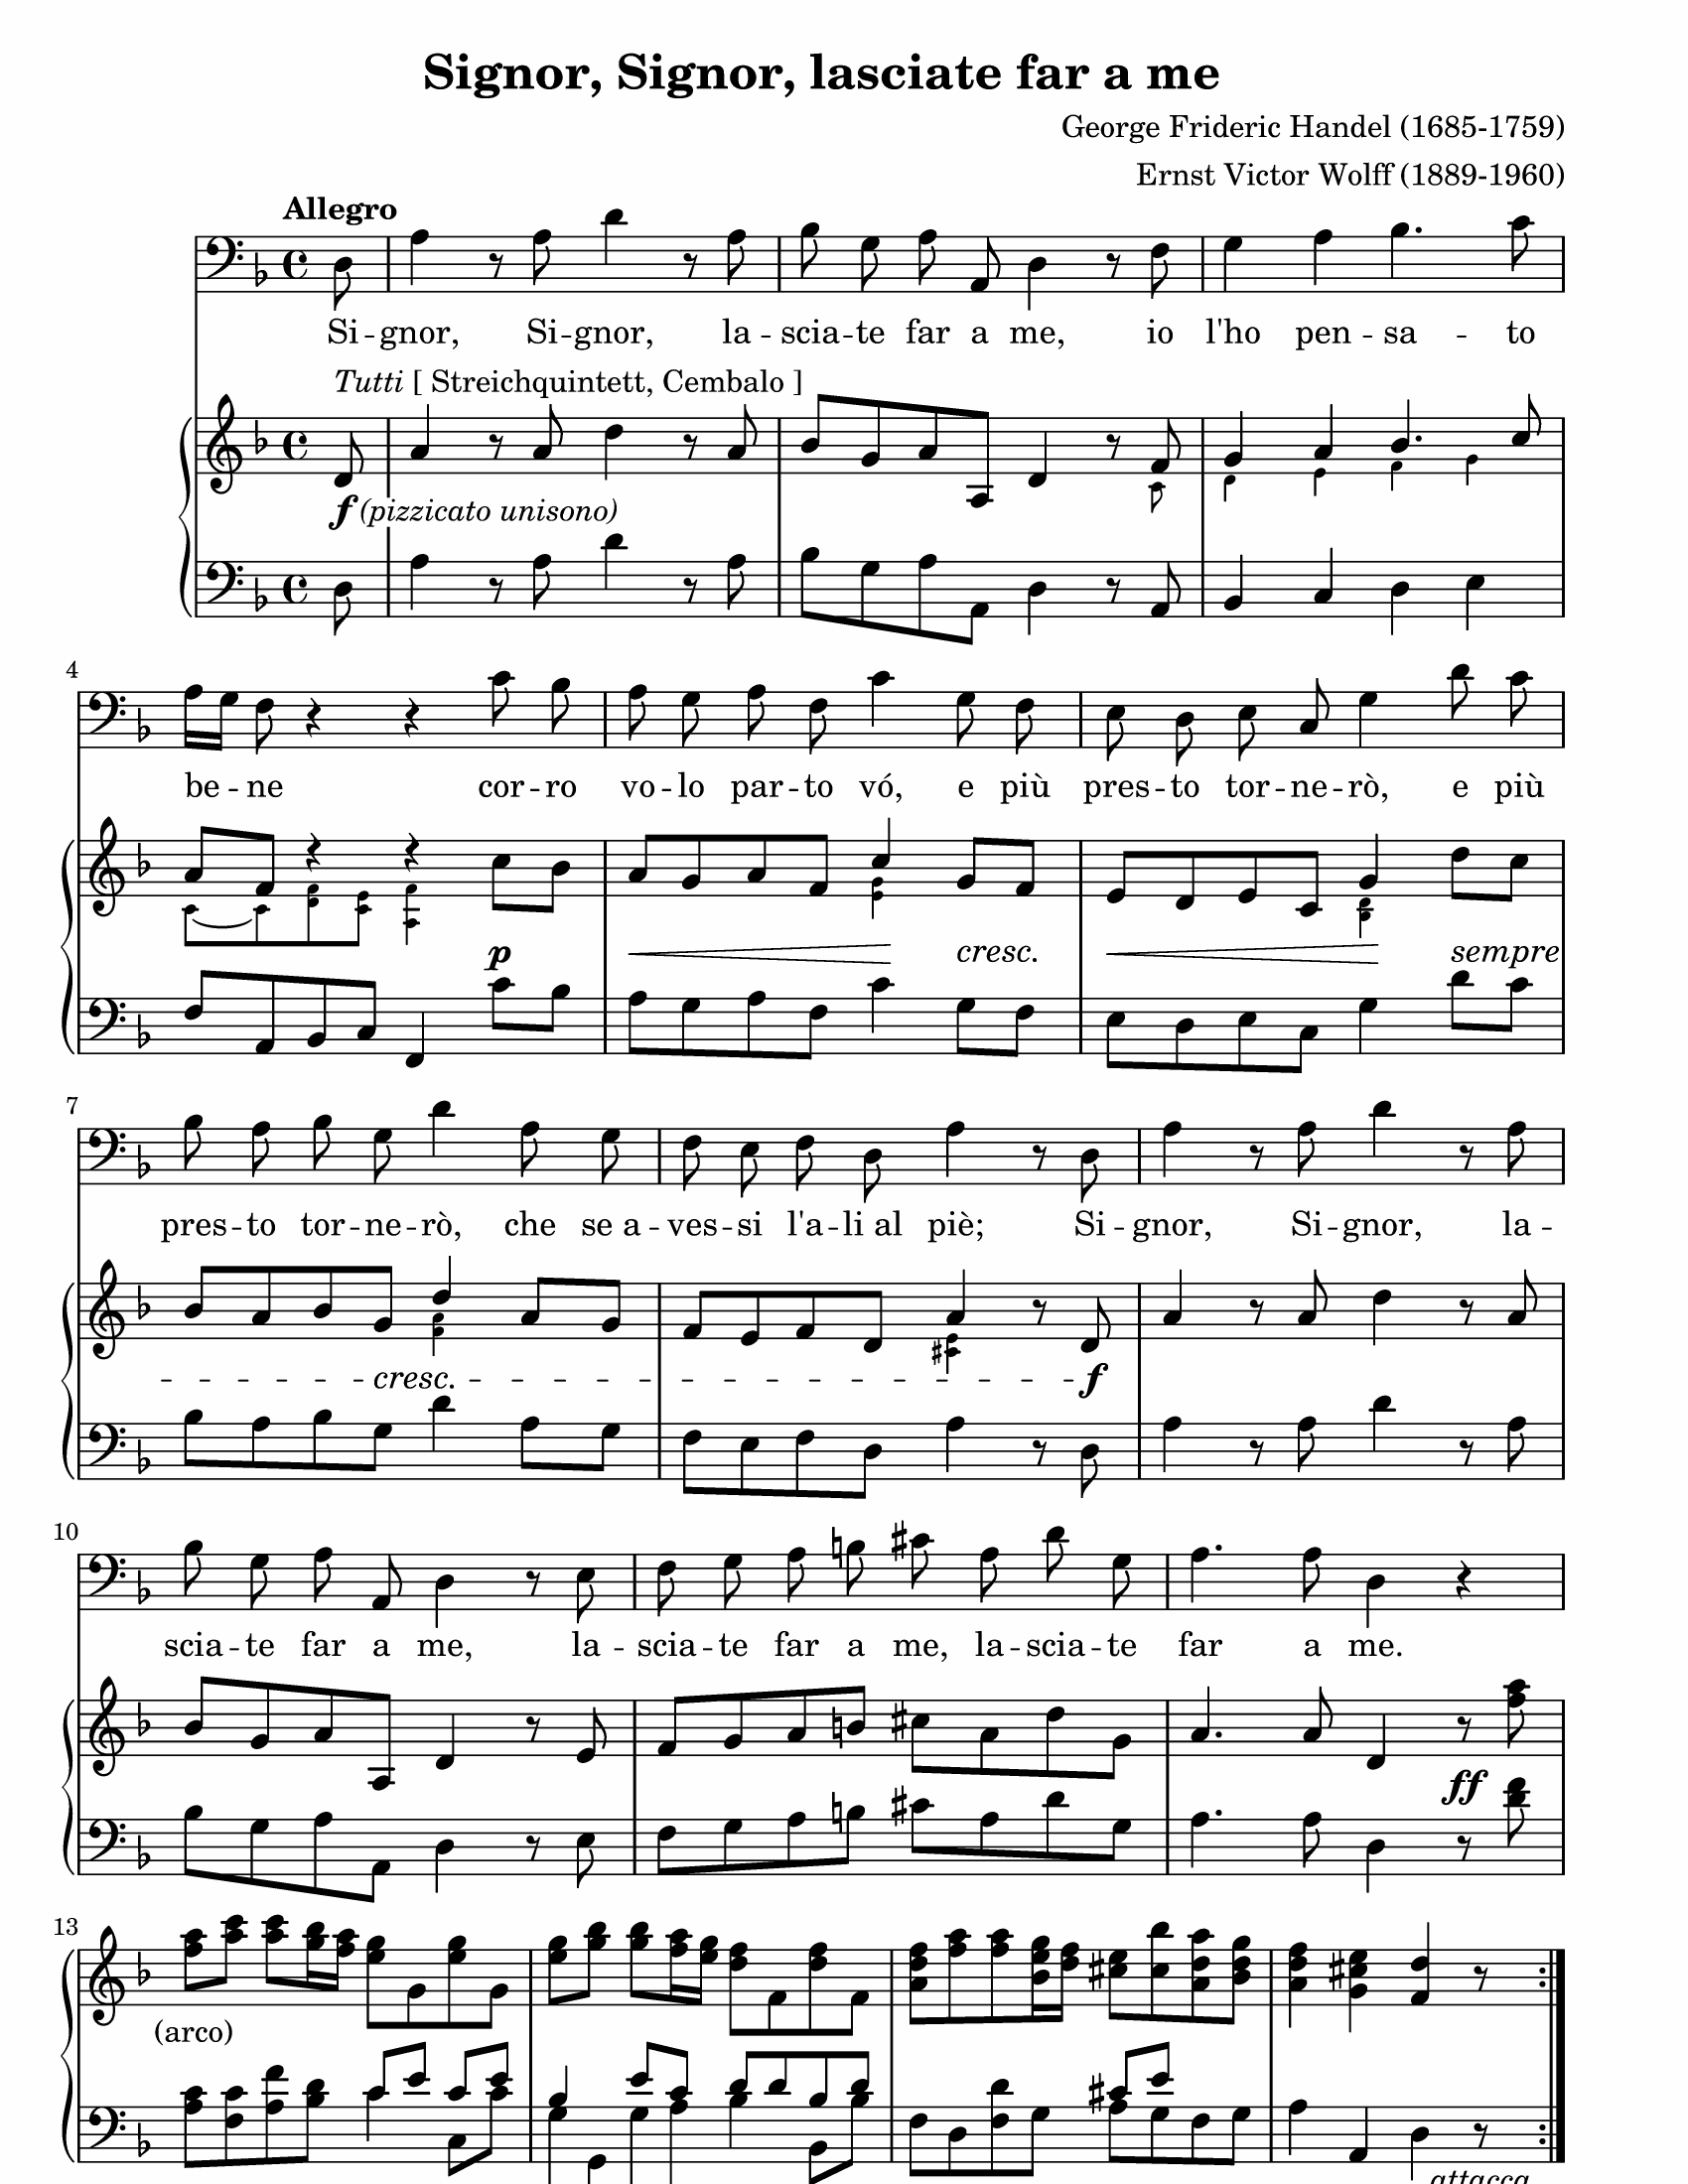 Signor, Signor, lasciate far a me
George Frideric Handel (1685-1759)
Ernst Victor Wolff (1889-1960)
Allegro
Si -- gnor, Si -- gnor, la -- scia -- te far a me, io l'ho pen -- sa -- to
Tutti [ Streichquintett, Cembalo ]
f (pizzicato unisono)
4
be -- ne cor -- ro vo -- lo par -- to vó, e più pres -- to tor -- ne -- rò, e più
p cresc. sempre
7
pres -- to tor -- ne -- rò, che se a -- ves -- si l'a -- li al piè; Si -- gnor, Si -- gnor, la --
cresc. f
10
scia -- te far a me, la -- scia -- te far a me, la -- scia -- te far a me.
ff
13
(arco)
attacca